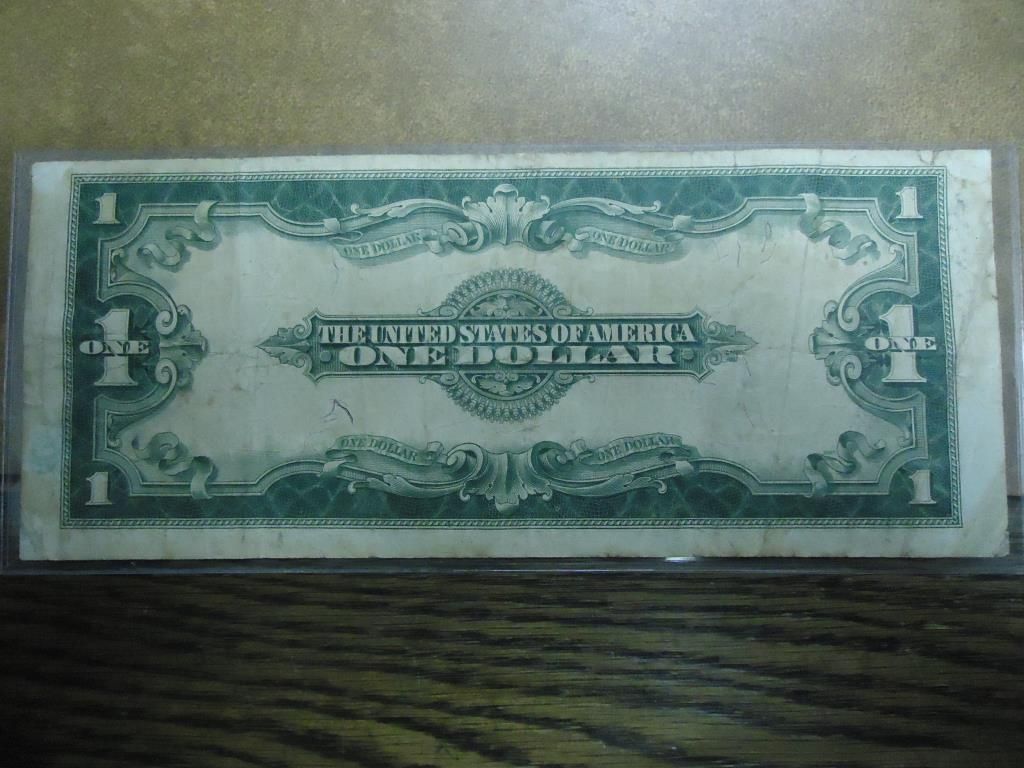 1 1
ONE DOLLAR ONE DOLLAR
THE UNITED STATES OF AMERICA
1 ONE ONE DOLLAR 1 ONE
ONE DOLLAR ONE DOLLAR
1 1